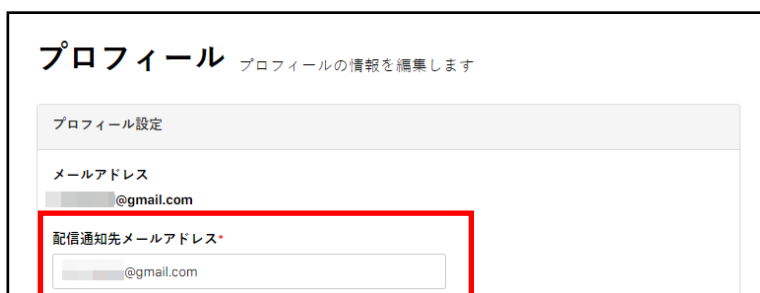 プロフィール プロフィールの情報を編集します
プロフィール設定
メールアドレス
@gmail.com
配信通知先メールアドレス*
@gmail.com